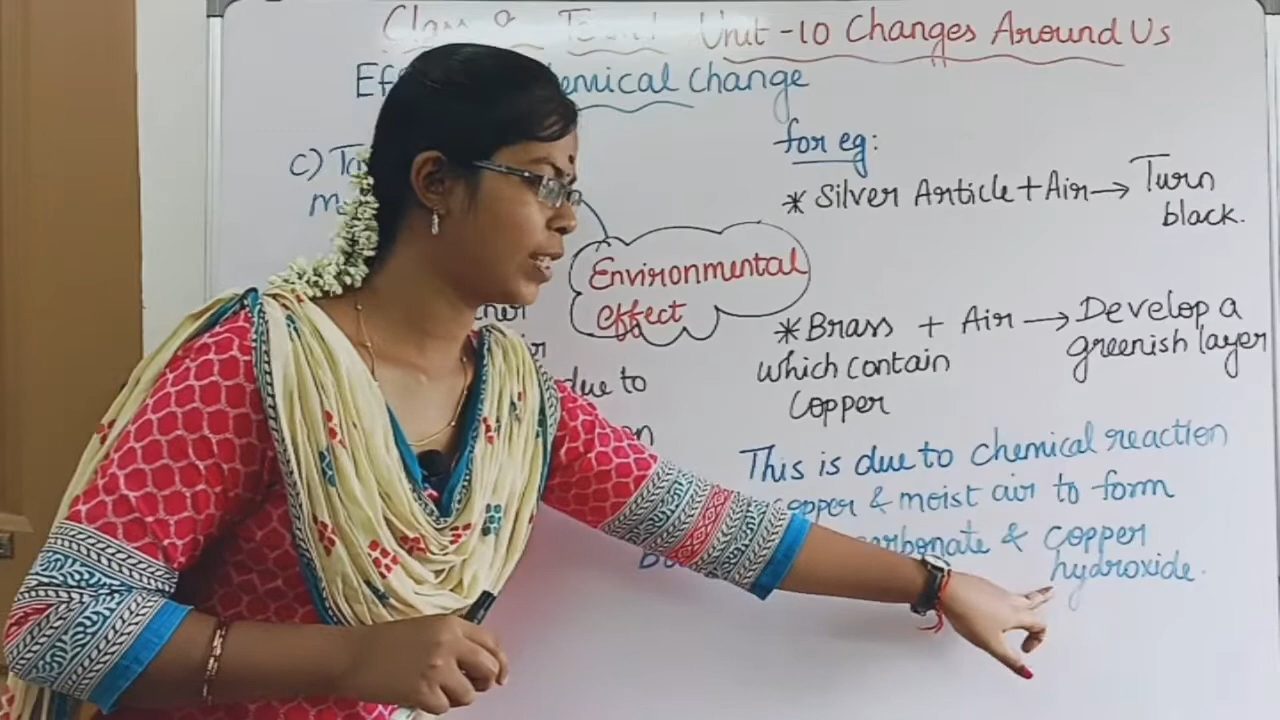 Unit -10 Changes Around Us
chemical change
c)
for eg:
* Silver Article + Air → Turn
black.
Environmental
effect
* Brass + Air → Develop a
which contain greenish layer
Copper
due to
This is due to chemical reaction
copper & moist air to form
carbonate & copper
hydroxide.